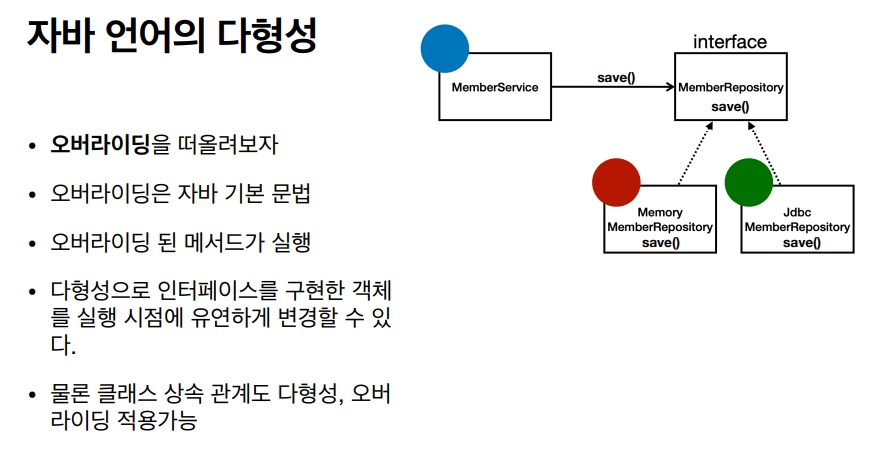 자바 언어의 다형성
• 오버라이딩을 떠올려보자
• 오버라이딩은 자바 기본 문법
• 오버라이딩 된 메서드가 실행
• 다형성으로 인터페이스를 구현한 객체
를 실행 시점에 유연하게 변경할 수 있
다.
• 물론 클래스 상속 관계도 다형성, 오버
라이딩 적용가능
interface
MemberService
save()
MemberRepository
save()
Memory
MemberRepository
save()
Jdbc
MemberRepository
save()